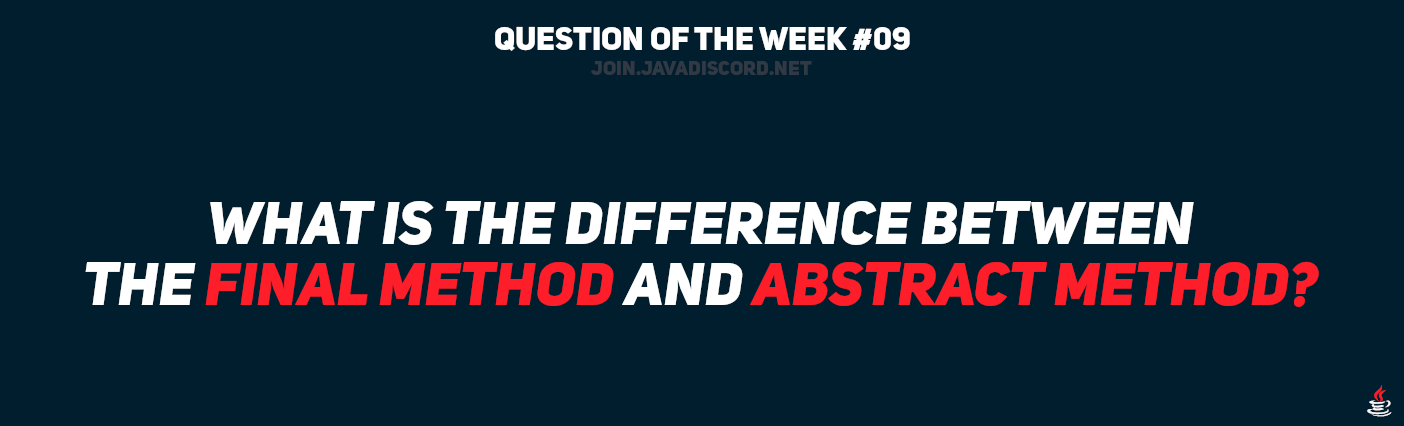 QUESTION OF THE WEEK #09
JOIN.JAVADISCORD.NET
WHAT IS THE DIFFERENCE BETWEEN
THE FINAL METHOD AND ABSTRACT METHOD?